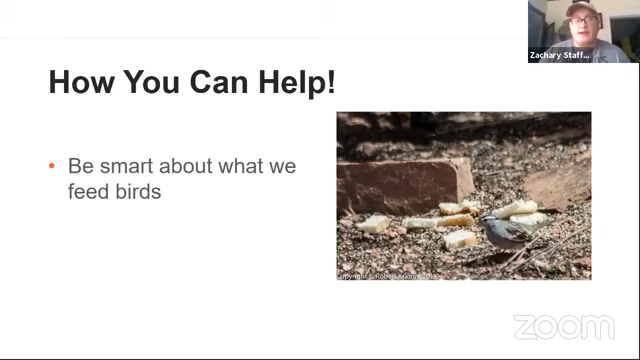 Zachary Staff...
How You Can Help!
• Be smart about what we
feed birds
zoom